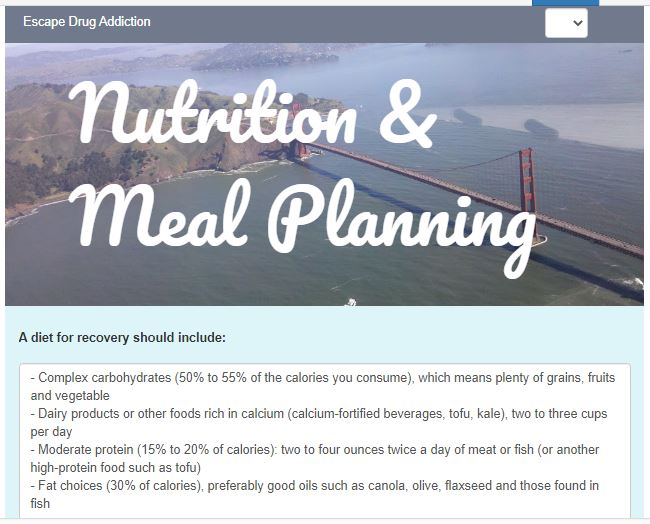 Escape Drug Addiction
Nutrition &
Meal Planning
A diet for recovery should include:
- Complex carbohydrates (50% to 55% of the calories you consume), which means plenty of grains, fruits
and vegetable
- Dairy products or other foods rich in calcium (calcium-fortified beverages, tofu, kale), two to three cups
per day
- Moderate protein (15% to 20% of calories): two to four ounces twice a day of meat or fish (or another
high-protein food such as tofu)
- Fat choices (30% of calories), preferably good oils such as canola, olive, flaxseed and those found in
fish